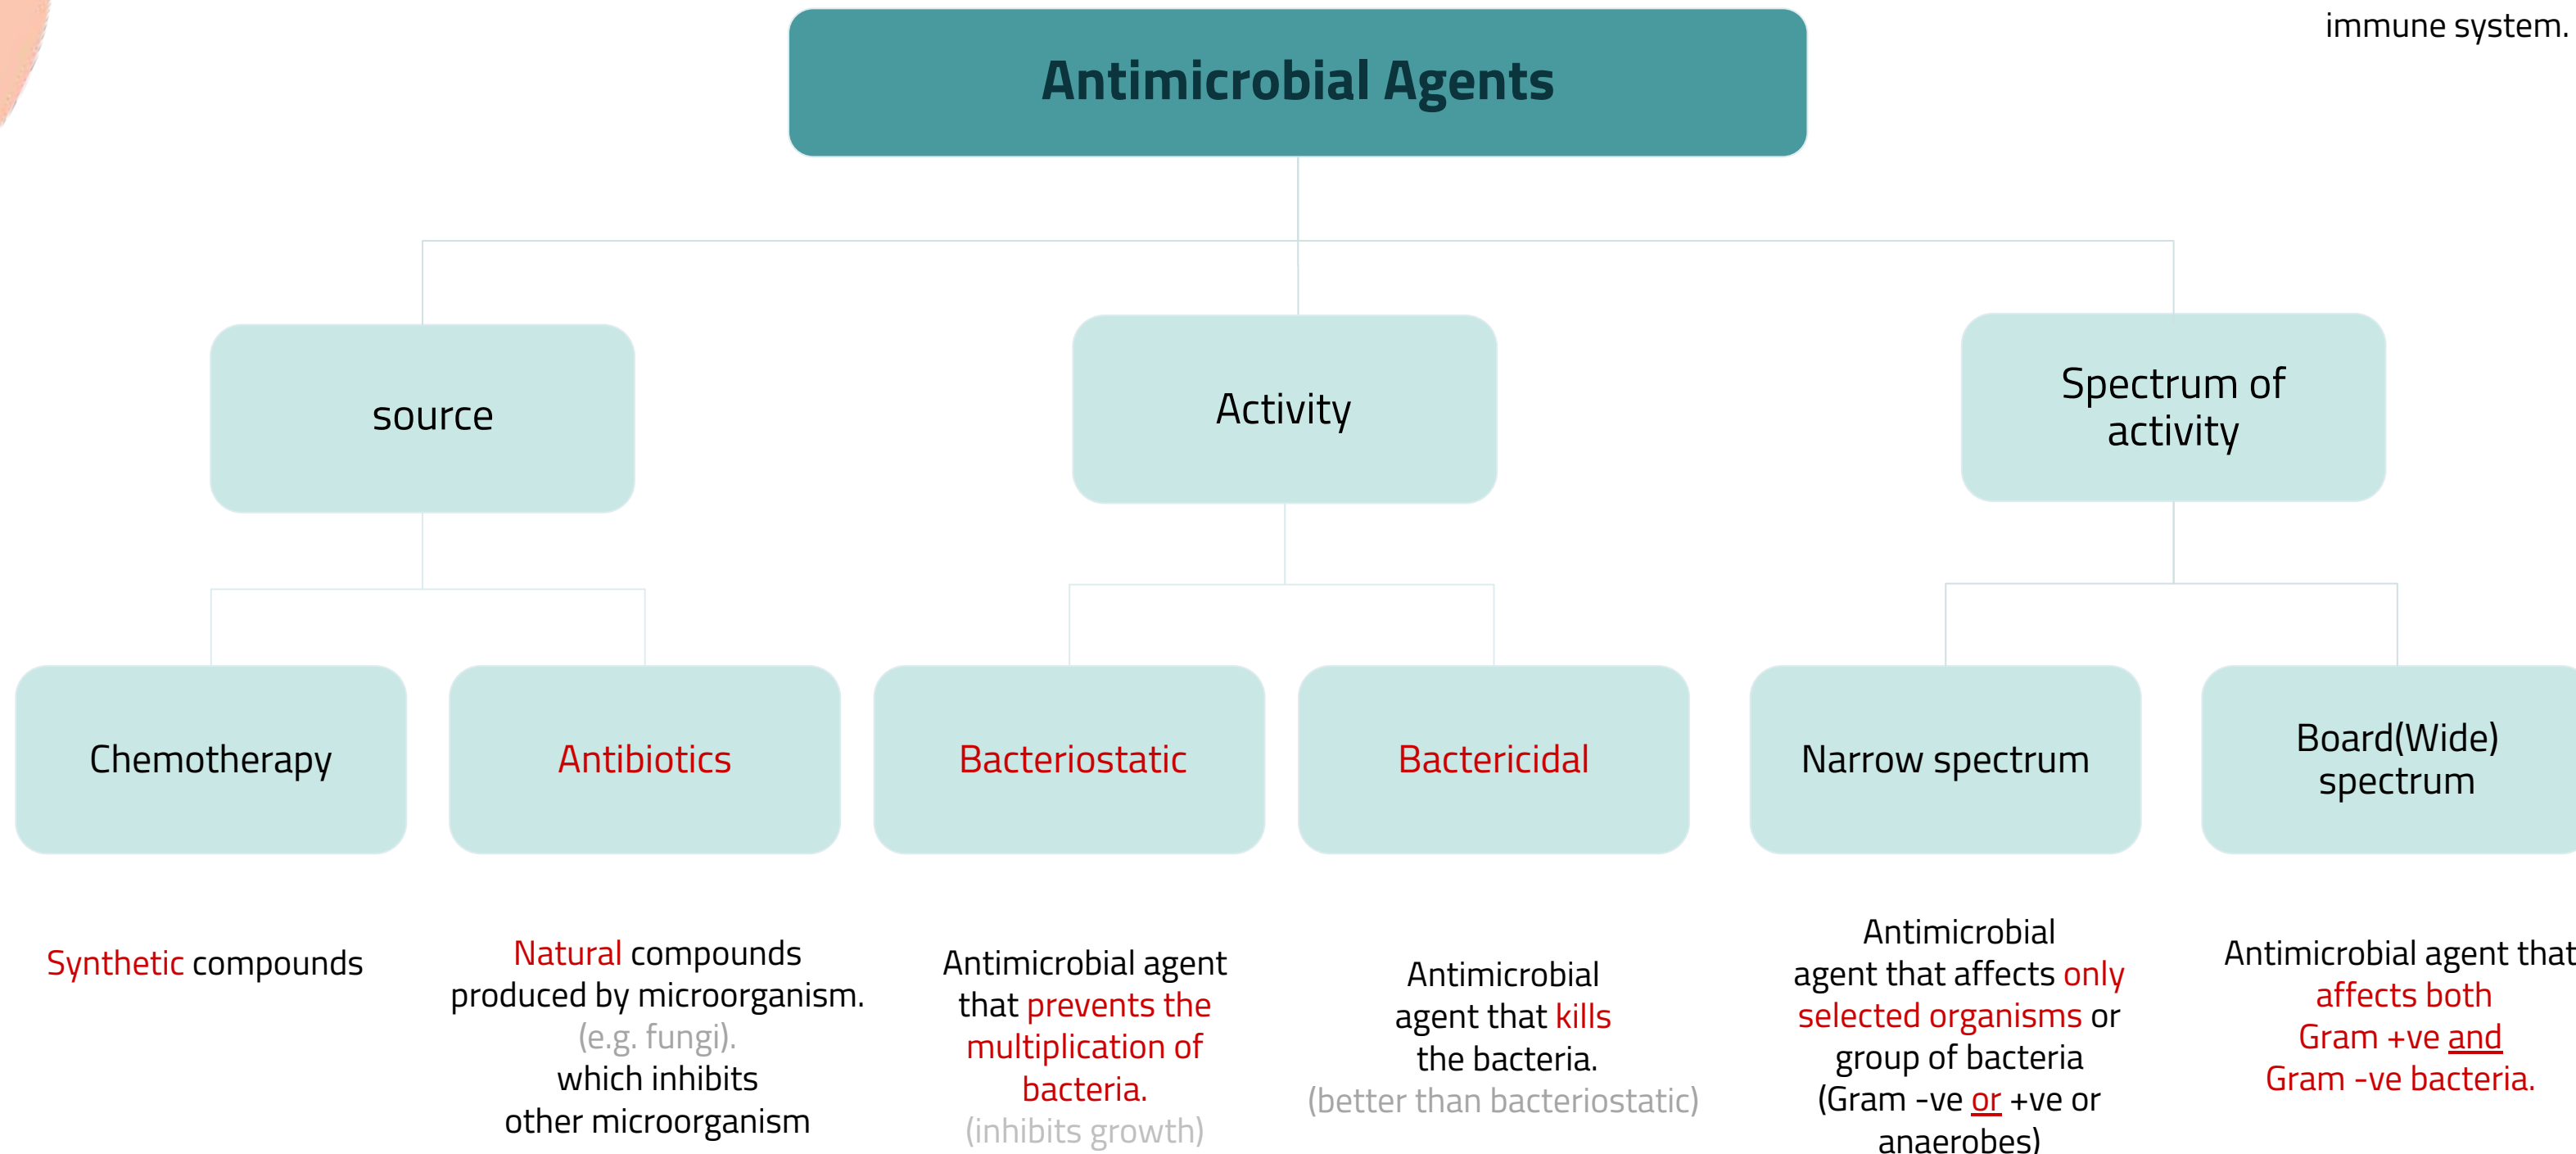 immune system.
Antimicrobial Agents
source
Activity
Spectrum of
activity
Chemotherapy
Antibiotics
Bacteriostatic
Bactericidal
Narrow spectrum
Board(Wide)
spectrum
Synthetic compounds
Natural compounds
produced by microorganism.
(e.g. fungi).
which inhibits
other microorganism
Antimicrobial agent
that prevents the
multiplication of
bacteria.
(inhibits growth)
Antimicrobial
agent that kills
the bacteria.
(better than bacteriostatic)
Antimicrobial
agent that affects only
selected organisms or
group of bacteria
(Gram -ve or +ve or
anaerobes)
Antimicrobial agent that
affects both
Gram +ve and
Gram -ve bacteria.